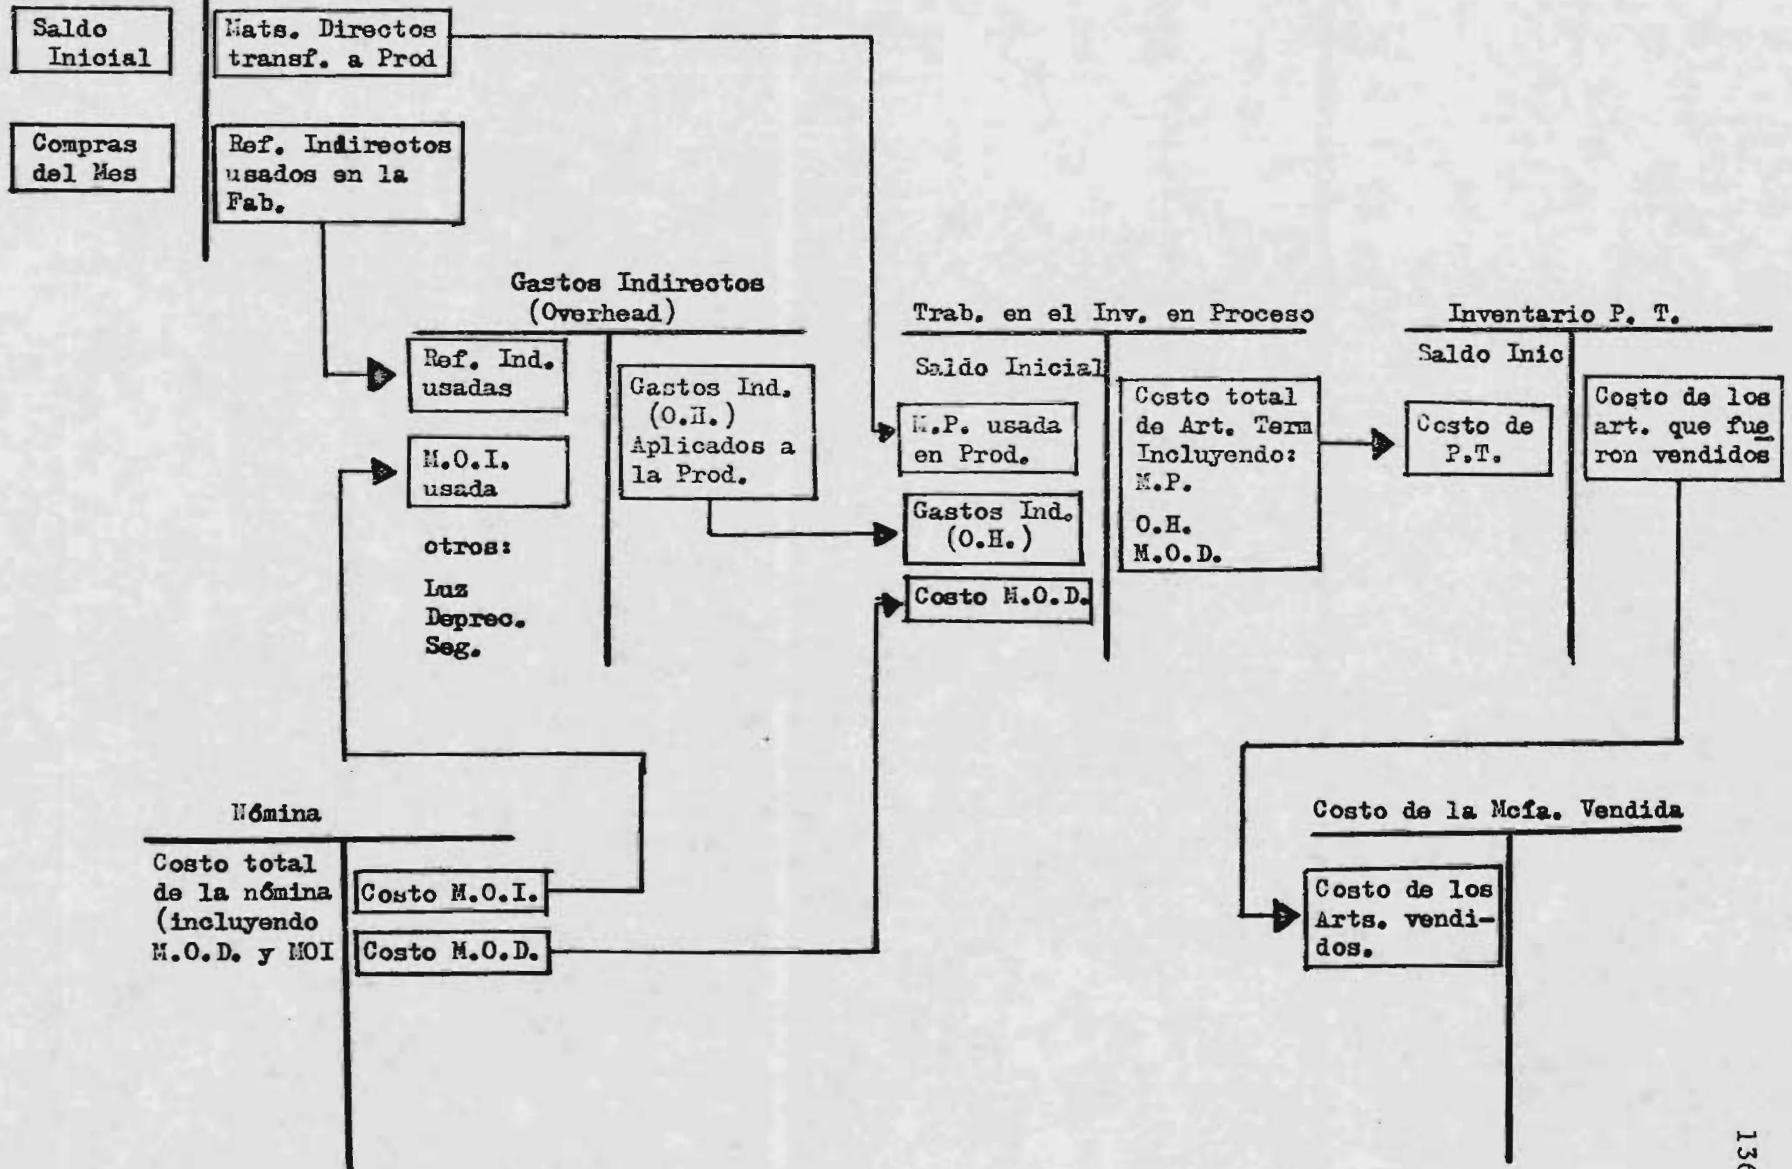 Saldo
Inicial
Mats. Directos
transf. a Prod
Compras
del Mes
Ref. Indirectos
usados en la
Fab.
Gastos Indirectos
(Overhead)
Ref. Ind.
usadas
M.O.I.
usada
otros:
Luz
Deprec.
Seg.
Gastos Ind.
(O.H.)
Aplicados a
la Prod.
Trab. en el Inv. en Proceso
Saldo Inicial
M.P. usada
en Prod.
Gastos Ind.
(O.H.)
Costo M.O.D.
Costo total
de Art. Term
Incluyendo:
M.P.
O.H.
M.O.D.
Inventario P. T.
Saldo Inic
Costo de
P.T.
Costo de los
art. que fue
ron vendidos
Nómina
Costo total
de la nómina
(incluyendo
M.O.D. y MOI
Costo M.O.I.
Costo M.O.D.
Costo de la Mcía. Vendida
Costo de los
Arts. vendi-
dos.